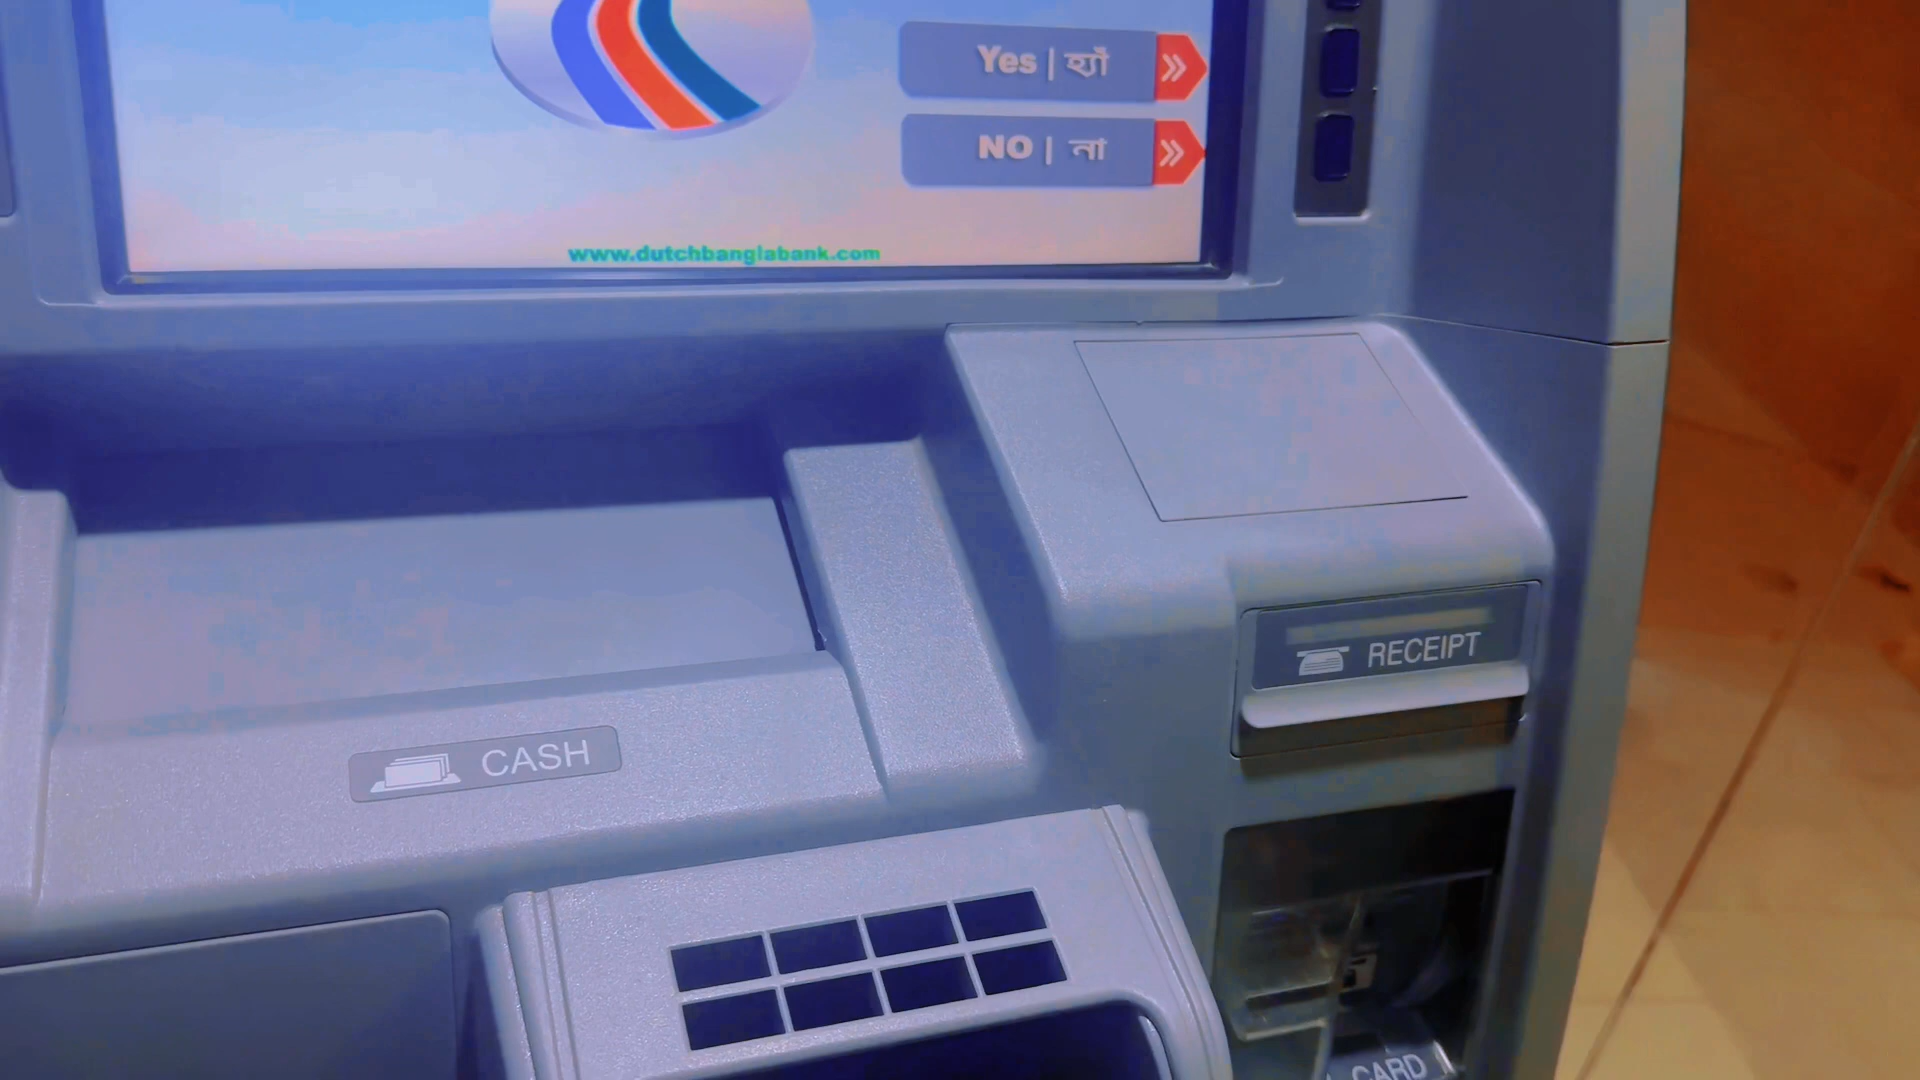 Yes | হ্যাঁ
NO | না
www.dutchbanglabank.com
RECEIPT
CASH
CARD